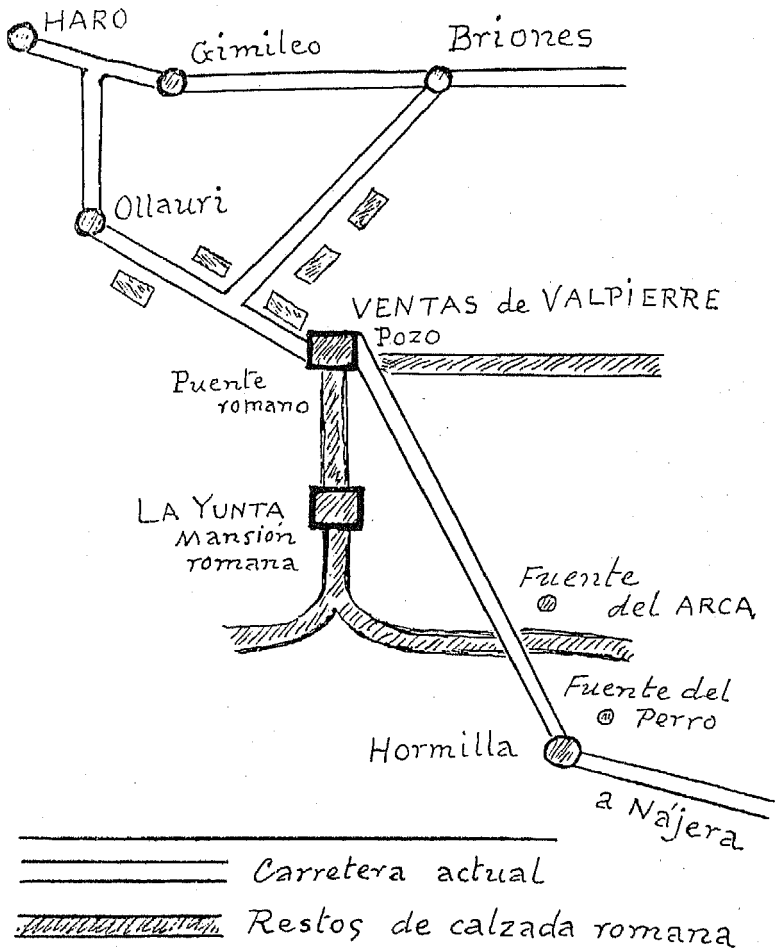 HARO
Gimileo
Briones
Ollauri
VENTAS de VALPIERRE
Pozo
Puente
romano
LA YUNTA
Mansión
romana
Fuente
del ARCA
Fuente del
Perro
Hormilla
a Nájera
Carretera actual
Restos de calzada romana